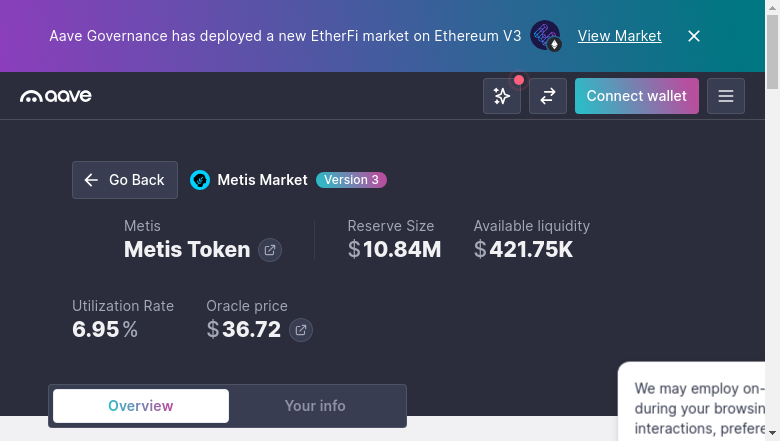 Aave Governance has deployed a new EtherFi market on Ethereum V3 View Market
aave
Connect wallet
Go Back
Metis Market
Version 3
Metis
Metis Token
Reserve Size
$10.84M
Available liquidity
$421.75K
Utilization Rate
6.95%
Oracle price
$36.72
Overview
Your info
We may employ on-
during your browsin
interactions, prefere